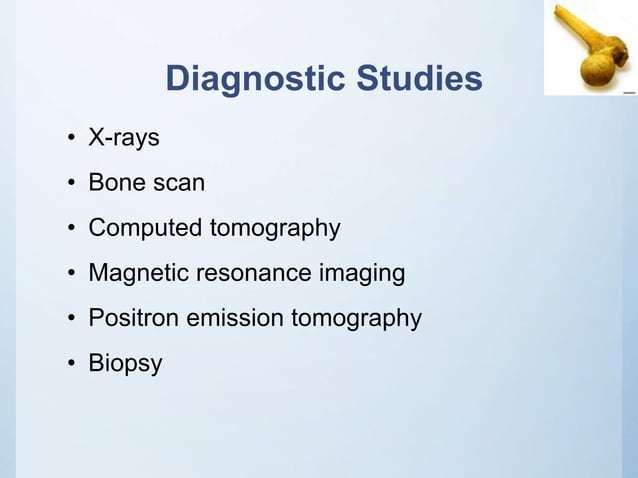 Diagnostic Studies
• X-rays
• Bone scan
• Computed tomography
• Magnetic resonance imaging
• Positron emission tomography
• Biopsy